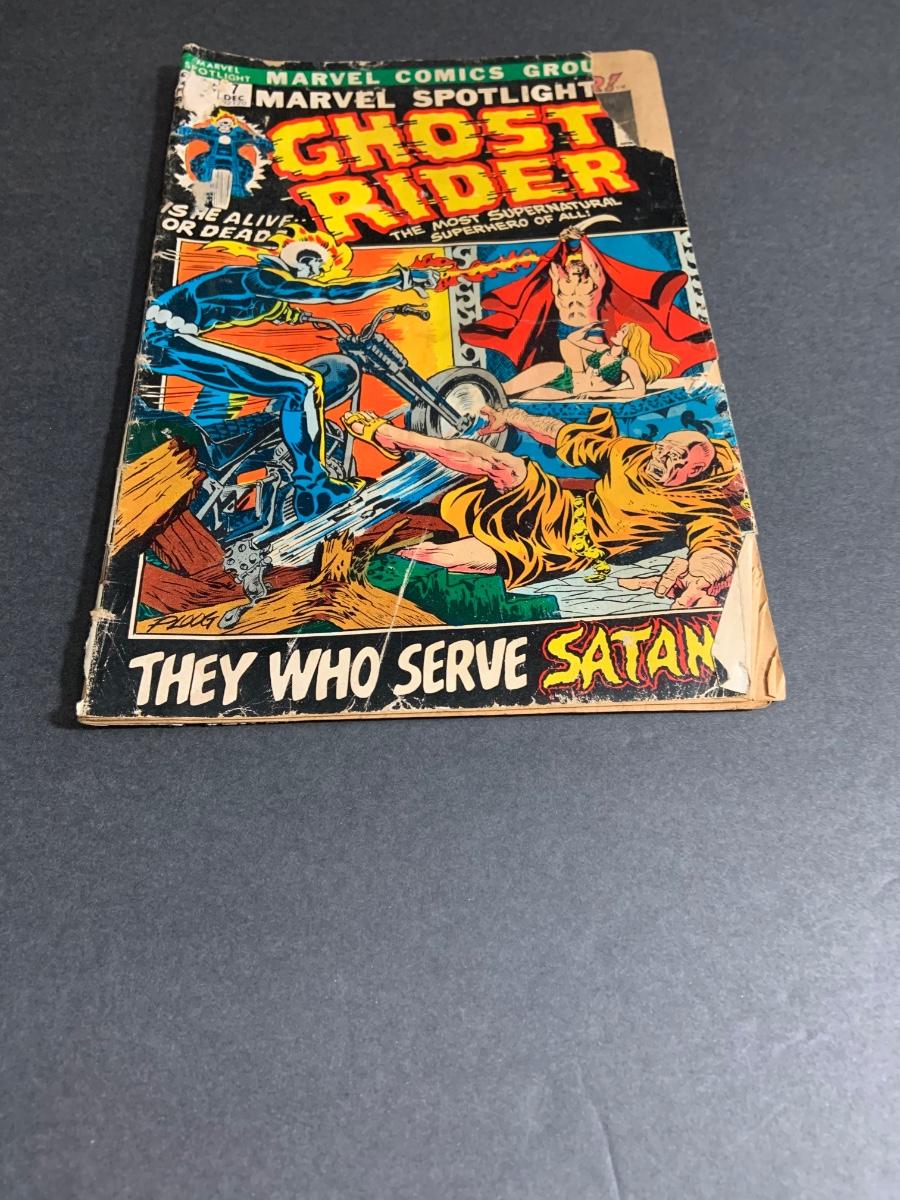 MARVEL
SPOTLIGHT
MARVEL COMICS GROU
7
DEC
MARVEL SPOTLIGHT
R!
GHOST
RIDER
THE MOST SUPERNATURAL
SUPERHERO OF ALL!
IS HE ALIVE..
OR DEAD?
PLOOG
THEY WHO SERVE SATAN